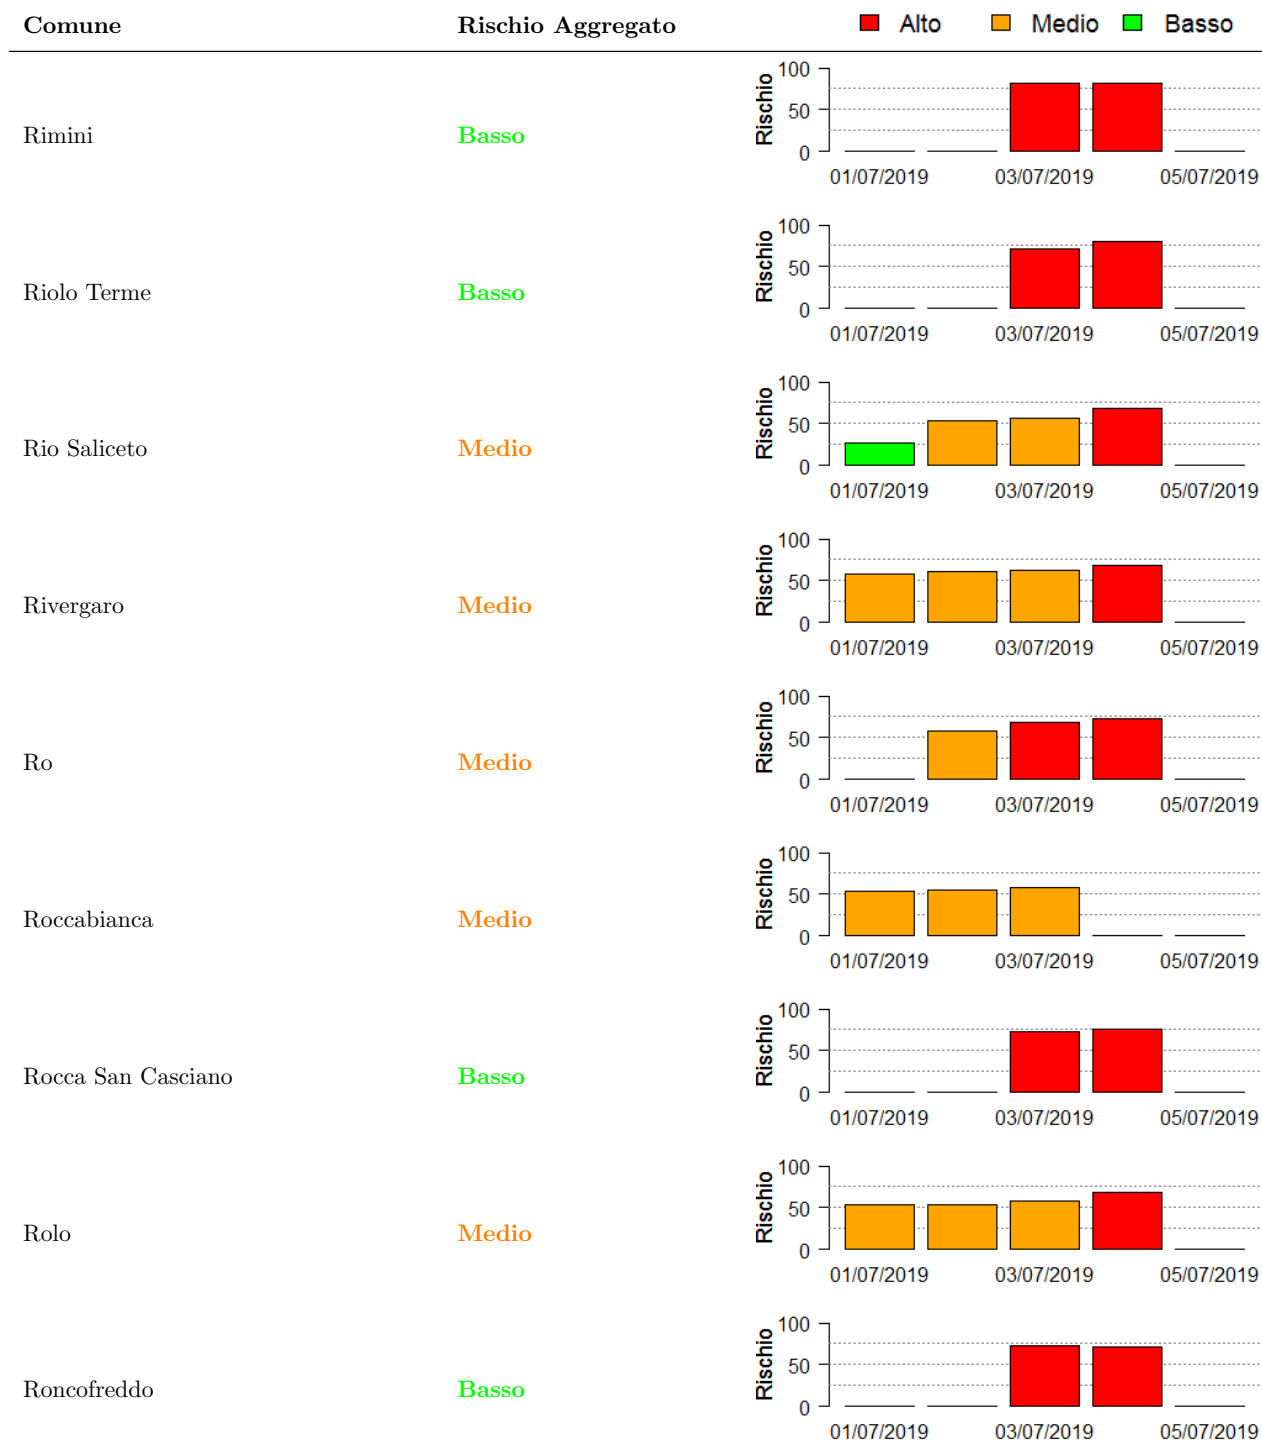 Comune Rischio Aggregato Alto Medio Basso
Rimini Basso Rischio 100 50 0
01/07/2019 03/07/2019 05/07/2019
Riolo Terme Basso Rischio 100 50 0
01/07/2019 03/07/2019 05/07/2019
Rio Saliceto Medio Rischio 100 50 0
01/07/2019 03/07/2019 05/07/2019
Rivergaro Medio Rischio 100 50 0
01/07/2019 03/07/2019 05/07/2019
Ro Medio Rischio 100 50 0
01/07/2019 03/07/2019 05/07/2019
Roccabianca Medio Rischio 100 50 0
01/07/2019 03/07/2019 05/07/2019
Rocca San Casciano Basso Rischio 100 50 0
01/07/2019 03/07/2019 05/07/2019
Rolo Medio Rischio 100 50 0
01/07/2019 03/07/2019 05/07/2019
Roncofreddo Basso Rischio 100 50 0
01/07/2019 03/07/2019 05/07/2019